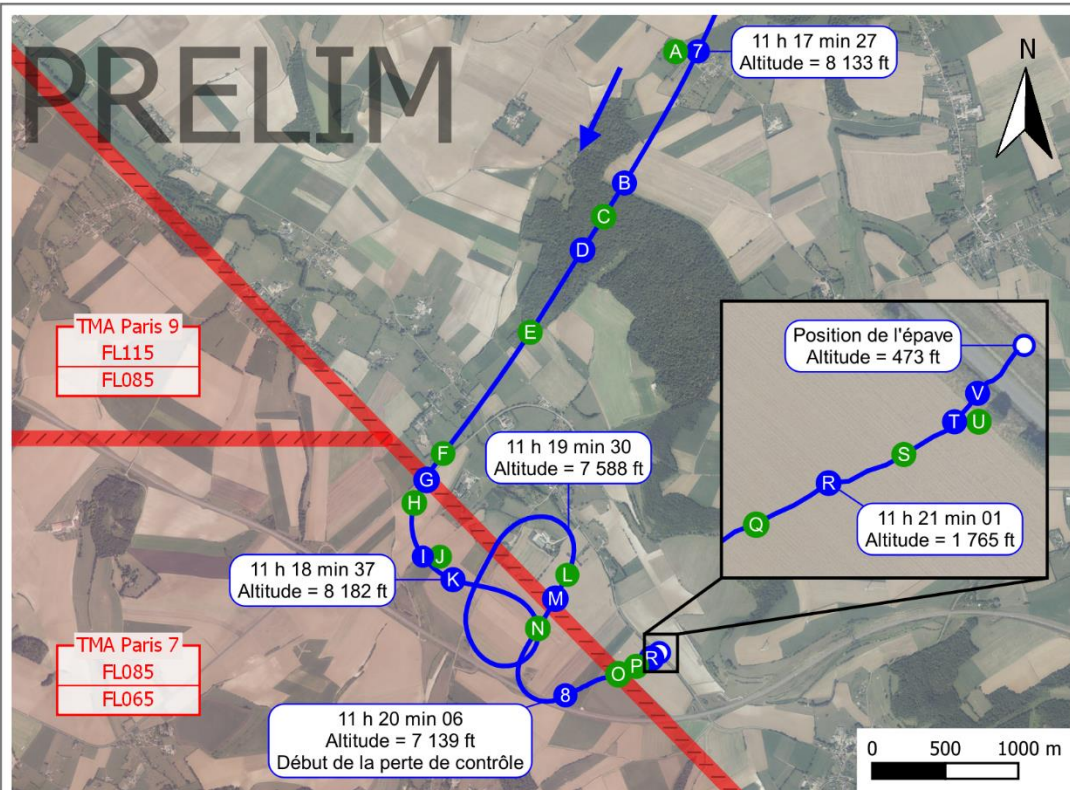 PRELIM
A
7
11 h 17 min 27
Altitude = 8 133 ft
N
B
C
D
E
TMA Paris 9
FL115
FL085
Position de l'épave
Altitude = 473 ft
V
T
U
S
R
Q
11 h 21 min 01
Altitude = 1 765 ft
F
G
H
11 h 19 min 30
Altitude = 7 588 ft
I
J
K
11 h 18 min 37
Altitude = 8 182 ft
L
M
N
TMA Paris 7
FL085
FL065
O
P
R
8
11 h 20 min 06
Altitude = 7 139 ft
Début de la perte de contrôle
0 500 1000 m